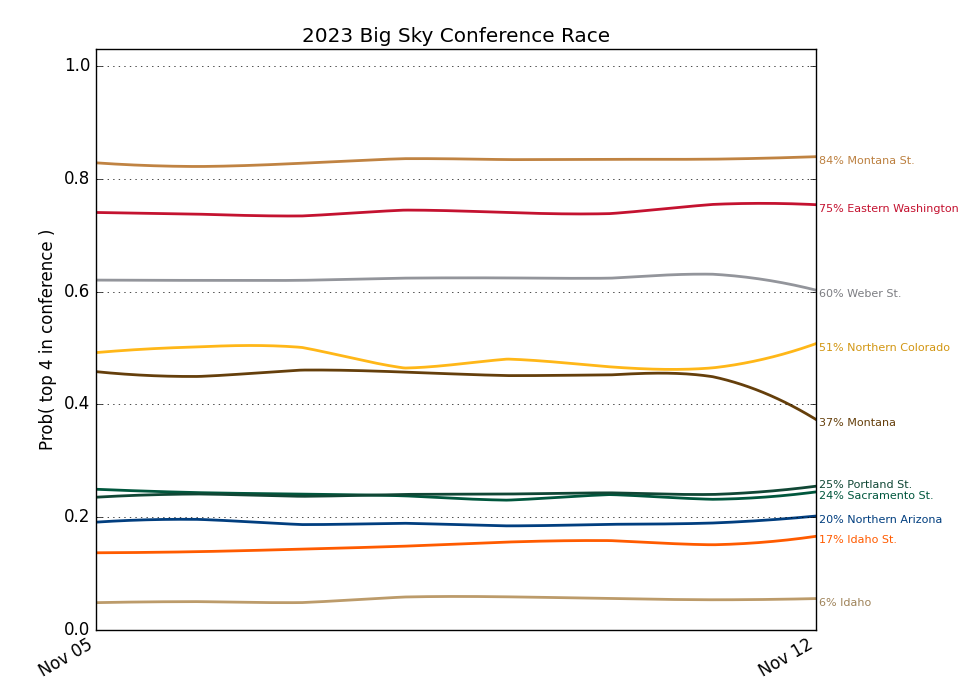 2023 Big Sky Conference Race
Prob( top 4 in conference )
1.0
0.8
0.6
0.4
0.2
0.0
84% Montana St.
75% Eastern Washington
60% Weber St.
51% Northern Colorado
37% Montana
25% Portland St.
24% Sacramento St.
20% Northern Arizona
17% Idaho St.
6% Idaho
Nov 05
Nov 12